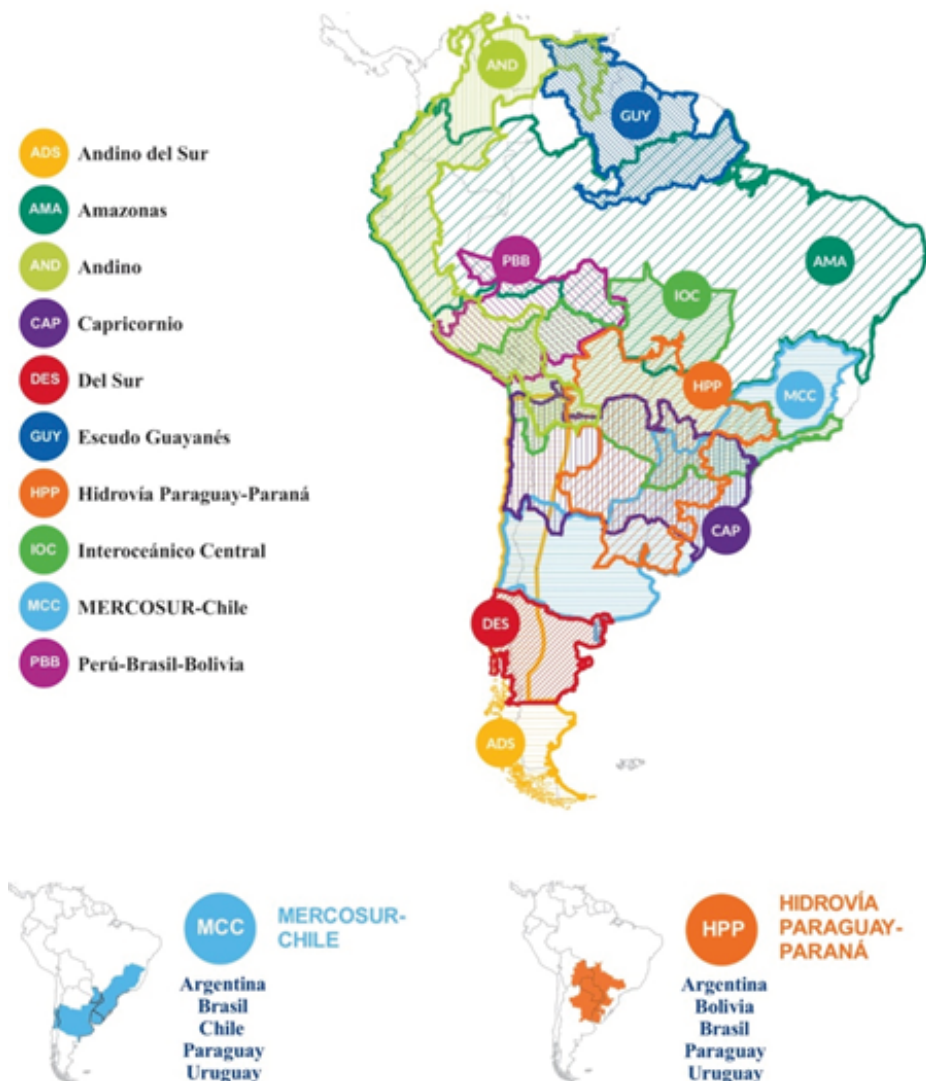 AND
GUY
ADS Andino del Sur
AMA Amazonas
AND Andino
CAP Capricornio
DES Del Sur
GUY Escudo Guayanés
HPP Hidrovía Paraguay-Paraná
IOC Interoceánico Central
MCC MERCOSUR-Chile
PBB Perú-Brasil-Bolivia
PBB
AMA
IOC
HPP
MCC
CAP
DES
ADS
MCC
MERCOSUR-
CHILE
Argentina
Brasil
Chile
Paraguay
Uruguay
HPP
HIDROVÍA
PARAGUAY-
PARANÁ
Argentina
Bolivia
Brasil
Paraguay
Uruguay